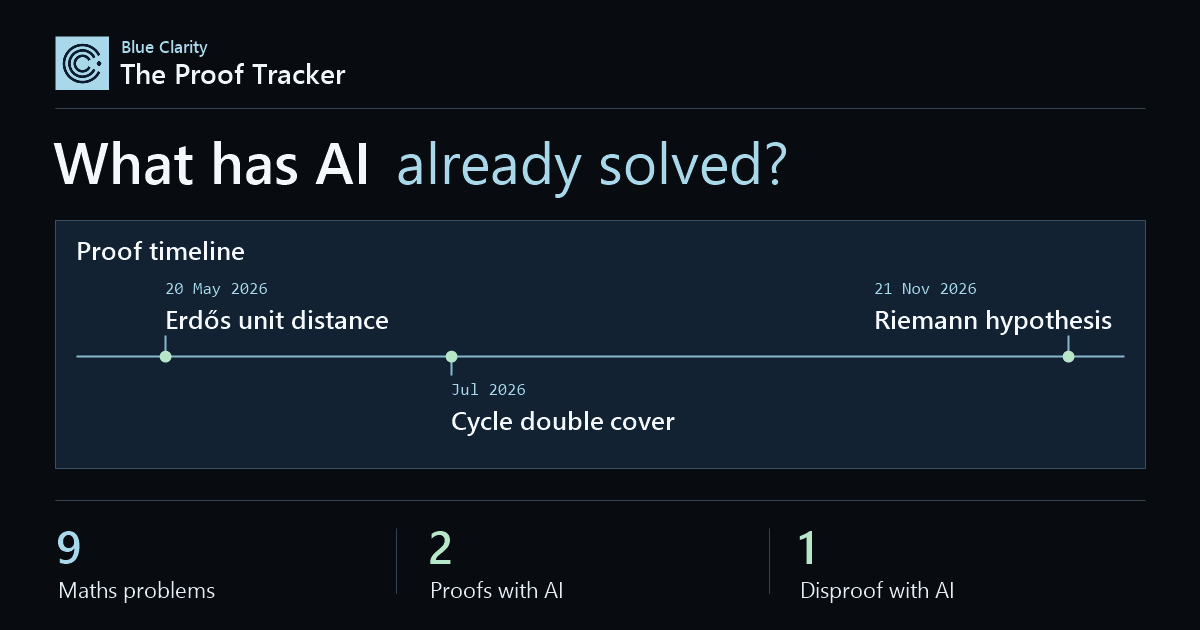 Blue Clarity
The Proof Tracker
What has AI already solved?
Proof timeline
20 May 2026
Erdős unit distance
21 Nov 2026
Riemann hypothesis
Jul 2026
Cycle double cover
9
Maths problems
2
Proofs with AI
1
Disproof with AI